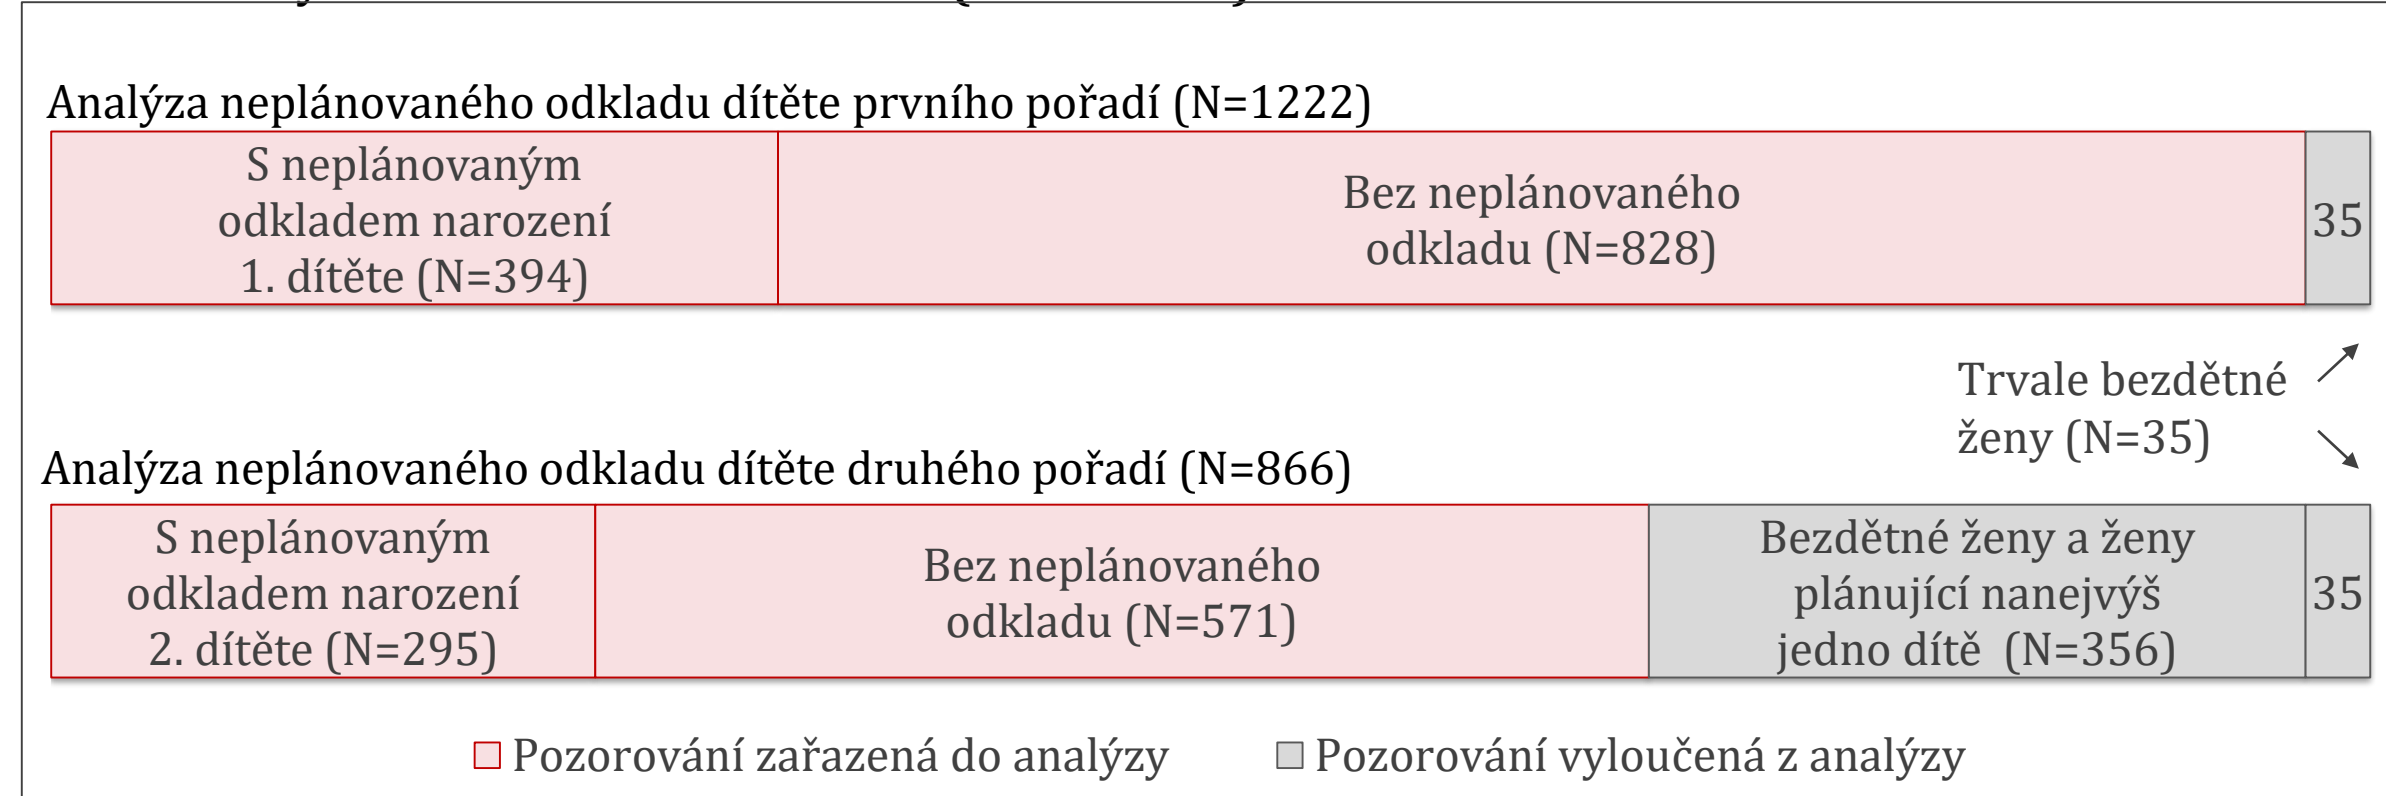 Analýza neplánovaného odkladu dítěte prvního pořadí (N=1222)
S neplánovaným
odkladem narození
1. dítěte (N=394)
Bez neplánovaného
odkladu (N=828)
35
Trvale bezdětné
ženy (N=35)
Analýza neplánovaného odkladu dítěte druhého pořadí (N=866)
S neplánovaným
odkladem narození
2. dítěte (N=295)
Bez neplánovaného
odkladu (N=571)
Bezdětné ženy a ženy
plánující nanejvýš
jedno dítě (N=356)
35
Pozorování zařazená do analýzy
Pozorování vyloučená z analýzy